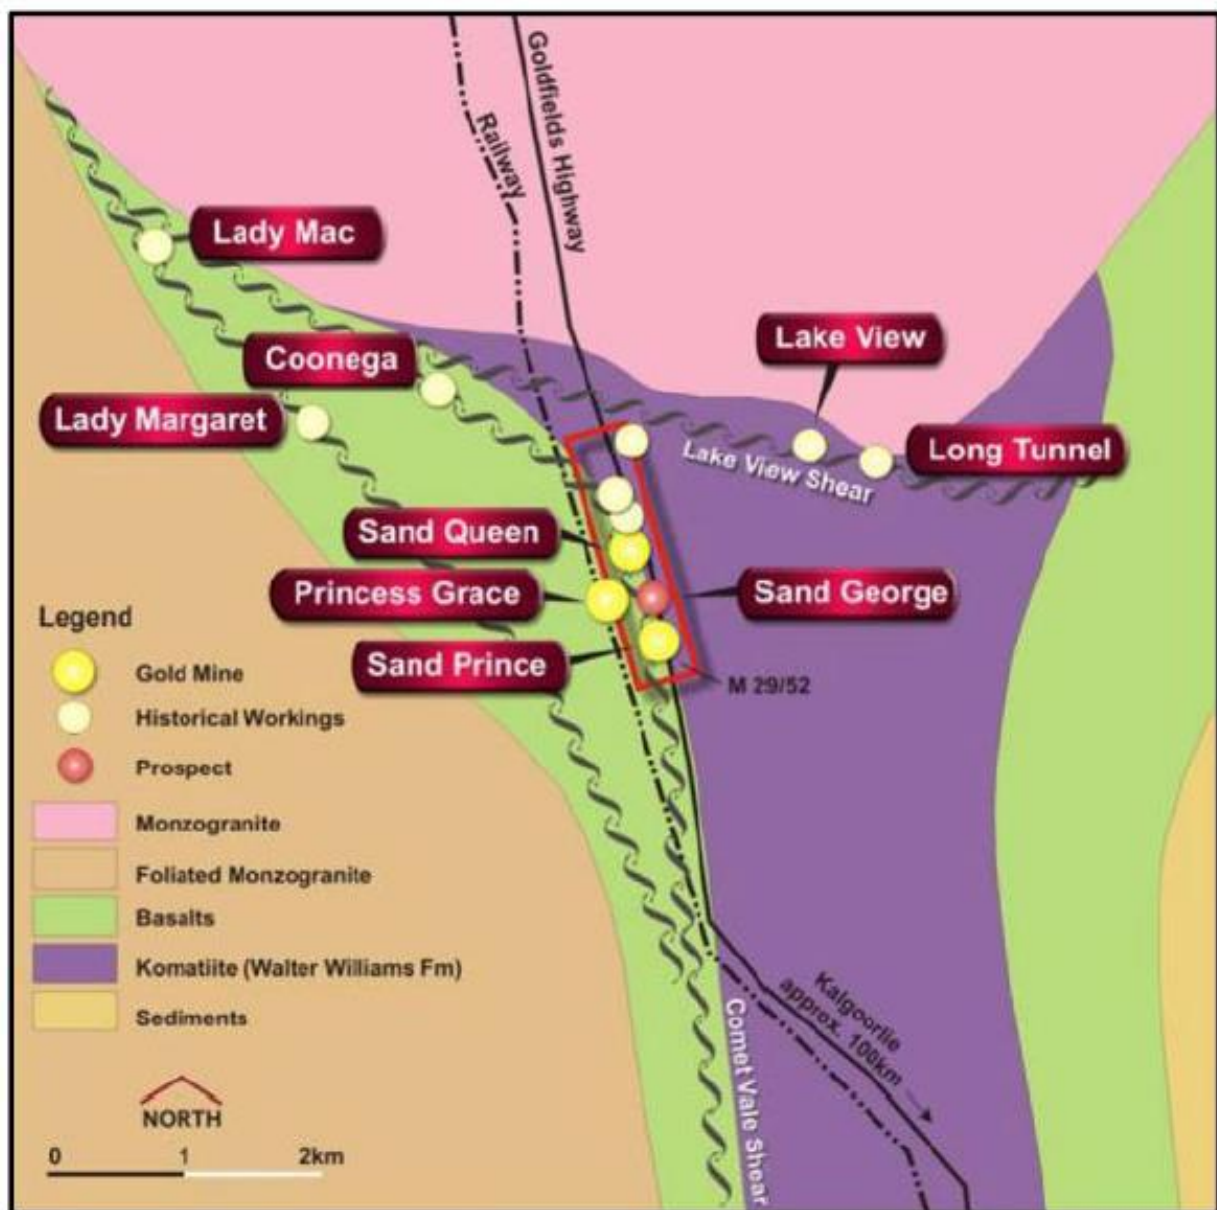 Goldfields Highway
Railway
Lady Mac
Lake View
Coonega
Lady Margaret
Long Tunnel
Lake View Shear
Sand Queen
Princess Grace
Sand George
Sand Prince
M 29/52
Legend
Gold Mine
Historical Workings
Prospect
Monzogranite
Foliated Monzogranite
Basalts
Komatiite (Walter Williams Fm)
Sediments
Kalgoorlie
approx. 100km
Comet Vale Shear
NORTH
0 1 2km